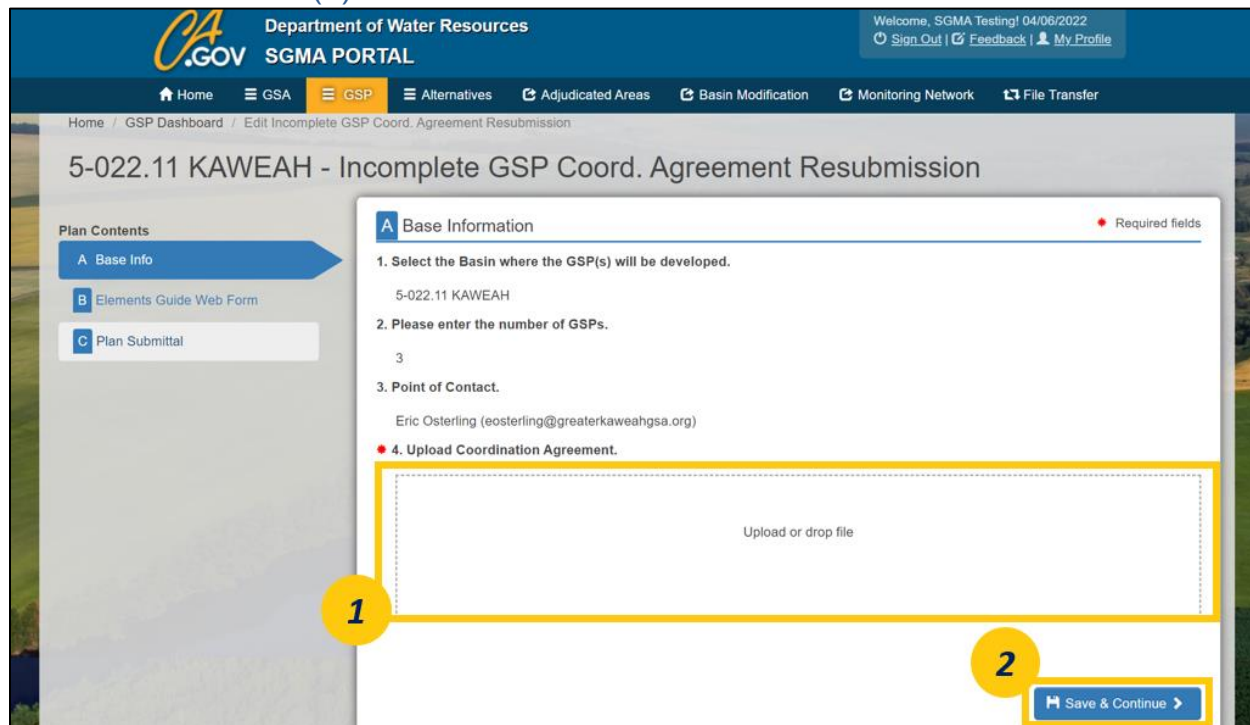 CA
.GOV
Department of Water Resources
SGMA PORTAL
Welcome, SGMA Testing! 04/06/2022
Sign Out | Feedback | My Profile
Home GSA GSP Alternatives Adjudicated Areas Basin Modification Monitoring Network File Transfer
Home / GSP Dashboard / Edit Incomplete GSP Coord. Agreement Resubmission
5-022.11 KAWEAH - Incomplete GSP Coord. Agreement Resubmission
Plan Contents
A Base Info
B Elements Guide Web Form
C Plan Submittal
A Base Information
Required fields
1. Select the Basin where the GSP(s) will be developed.
5-022.11 KAWEAH
2. Please enter the number of GSPs.
3
3. Point of Contact.
Eric Osterling (eosterling@greaterkaweahgsa.org)
4. Upload Coordination Agreement.
Upload or drop file
1
2
Save & Continue